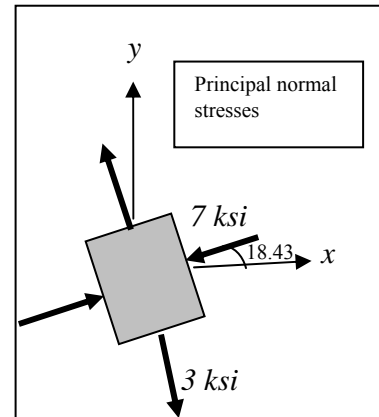 y
Principal normal
stresses
7 ksi
18.43
x
3 ksi